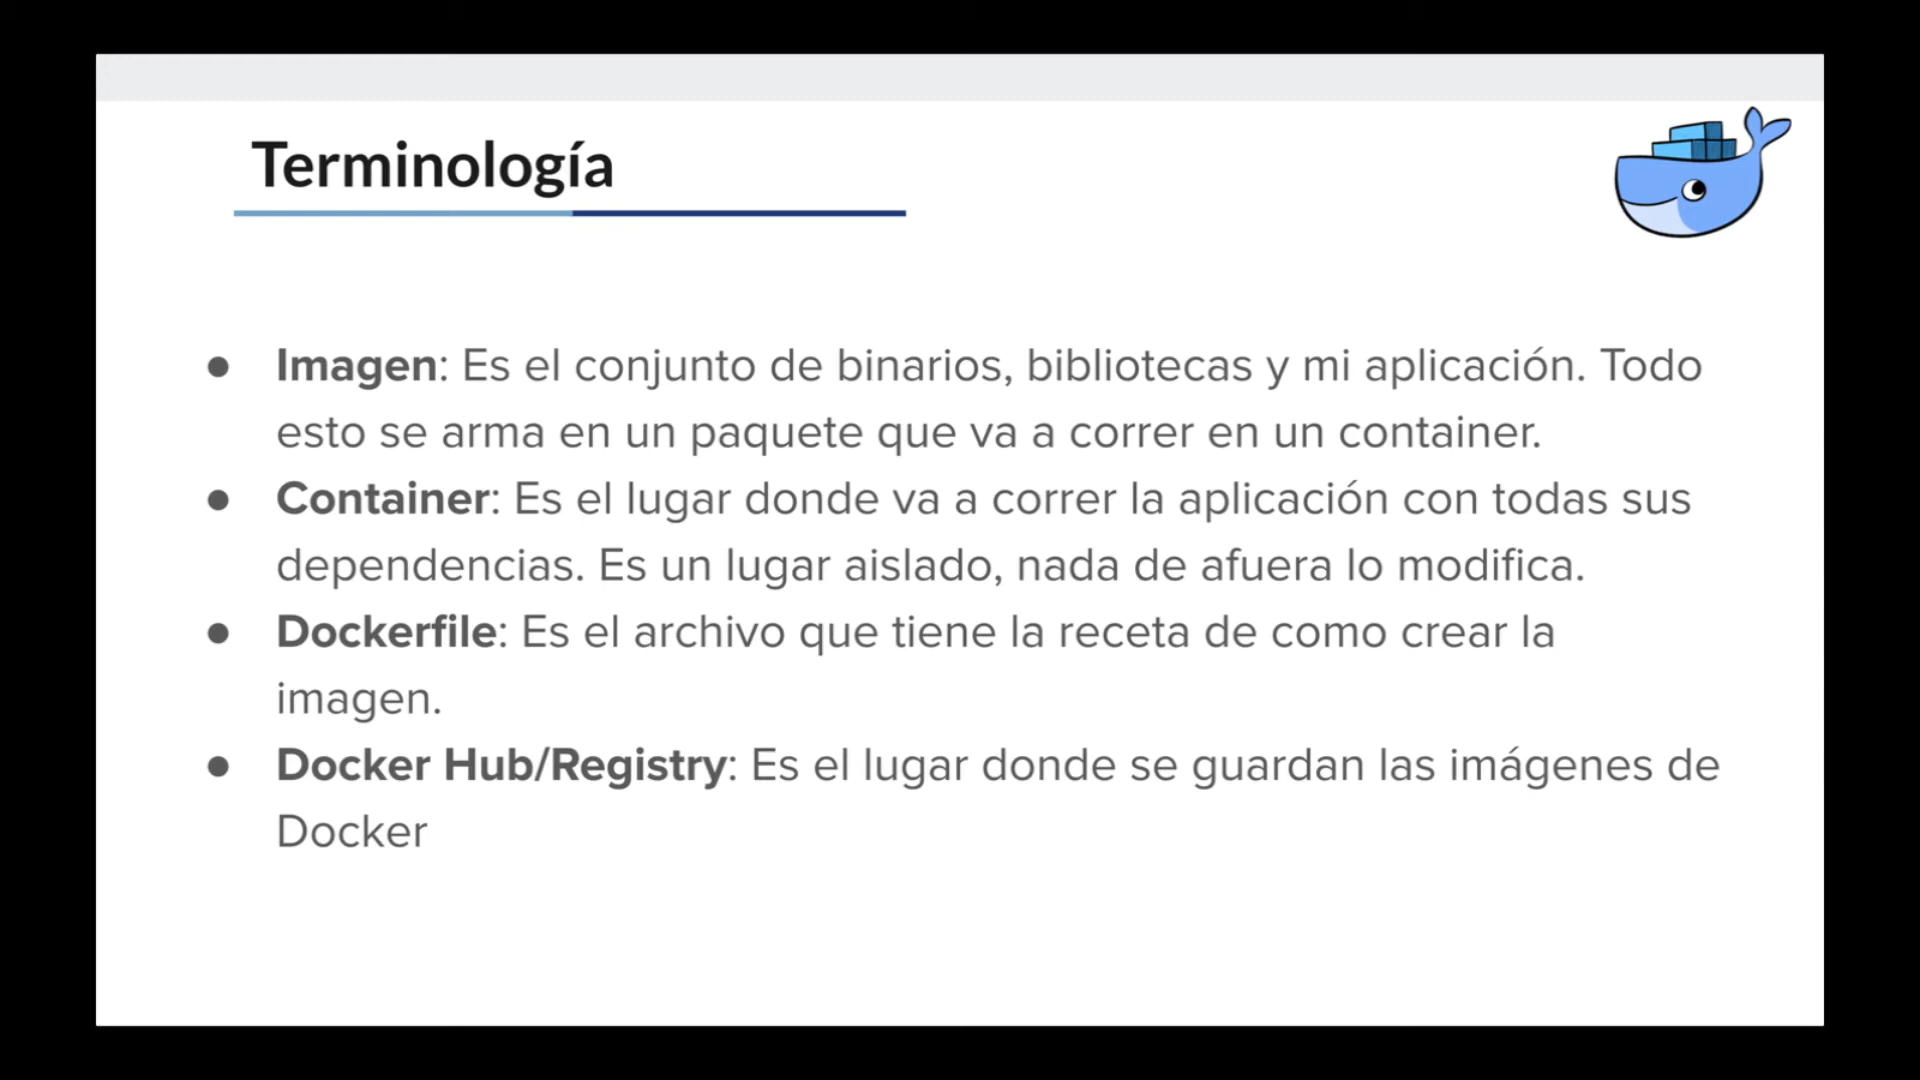 Terminología
● Imagen: Es el conjunto de binarios, bibliotecas y mi aplicación. Todo
esto se arma en un paquete que va a correr en un container.
● Container: Es el lugar donde va a correr la aplicación con todas sus
dependencias. Es un lugar aislado, nada de afuera lo modifica.
● Dockerfile: Es el archivo que tiene la receta de como crear la
imagen.
● Docker Hub/Registry: Es el lugar donde se guardan las imágenes de
Docker